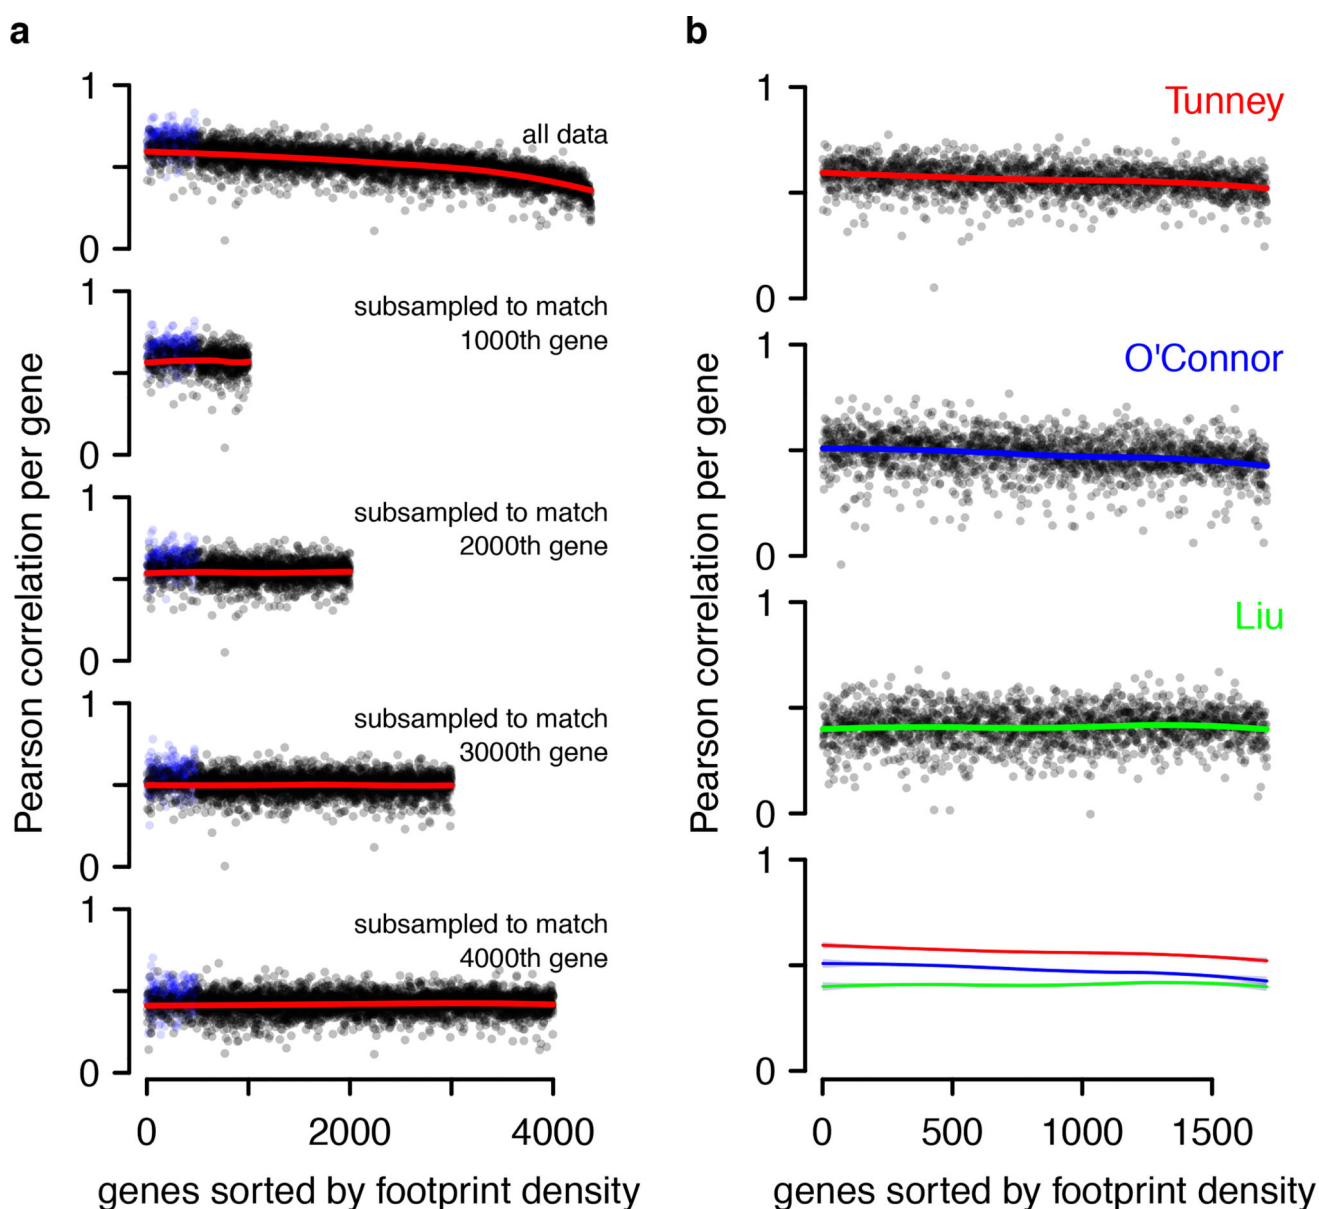 a
1
all data
0
1
subsampled to match
1000th gene
0
1
subsampled to match
2000th gene
0
1
subsampled to match
3000th gene
0
1
subsampled to match
4000th gene
0
Pearson correlation per gene
0 2000 4000
genes sorted by footprint density
b
1
Tunney
0
1
O'Connor
0
1
Liu
0
1
0
Pearson correlation per gene
0 500 1000 1500
genes sorted by footprint density